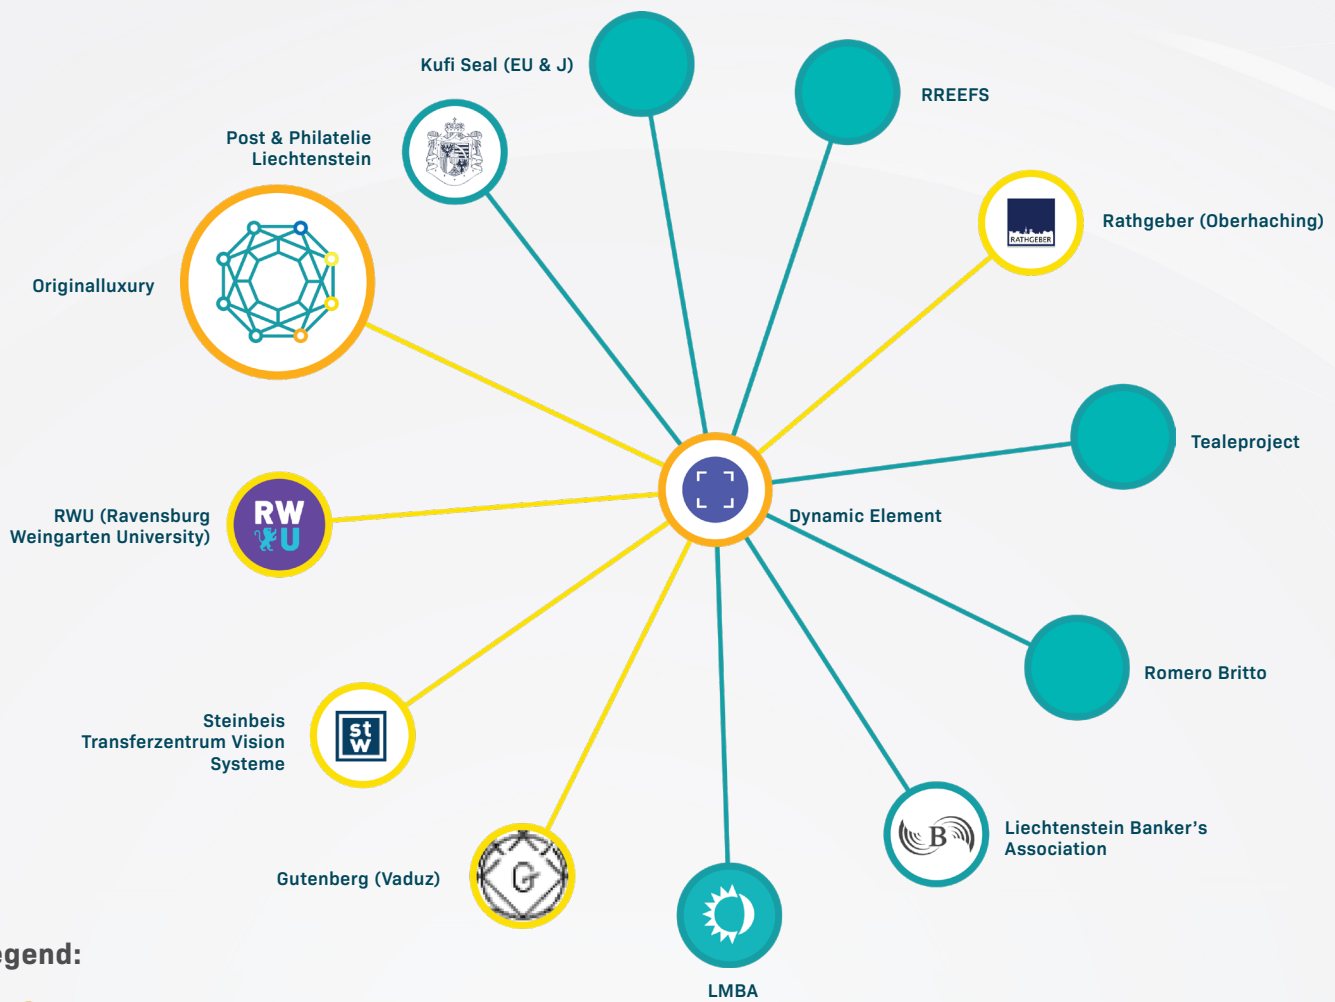 Kufi Seal (EU & J)
RREEFS
Post & Philatelie
Liechtenstein
Rathgeber (Oberhaching)
RATHGEBER
Originalluxury
Tealeproject
RWU (Ravensburg
Weingarten University)
RW
U
Dynamic Element
Romero Britto
Steinbeis
Transferzentrum Vision
Systeme
st
w
Liechtenstein Banker's
Association
B
Gutenberg (Vaduz)
G
LMBA
egend: